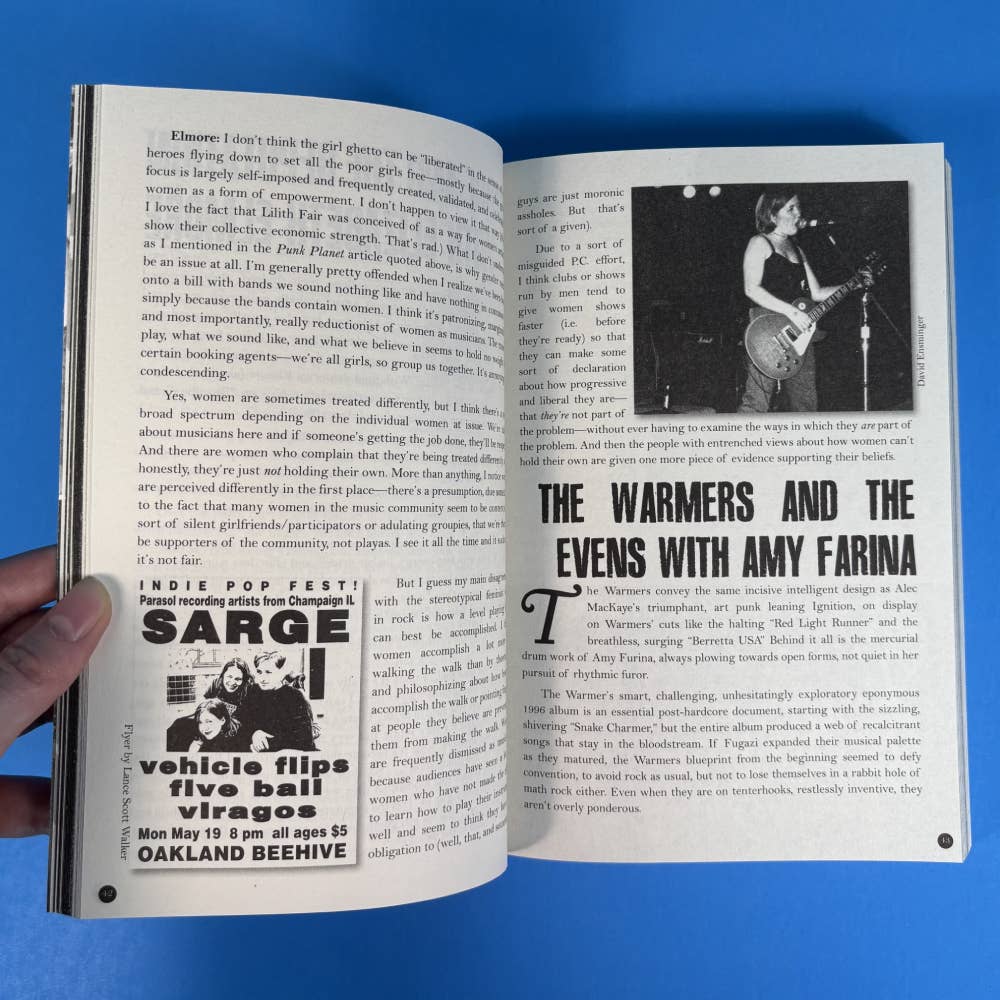 Elmore: I don't think the girl ghetto can be "liberated" in the sense of
heroes flying down to set all the poor girls free—mostly because the
focus is largely self-imposed and frequently created, validated, and
women as a form of empowerment. I don't happen to view it that way
I love the fact that Lilith Fair was conceived of as a way for women
show their collective economic strength. That's rad.) What I don't
as I mentioned in the Punk Planet article quoted above, is why gender
be an issue at all. I'm generally pretty offended when I realize we've been
onto a bill with bands we sound nothing like and have nothing in common
simply because the bands contain women. I think it's patronizing,
and most importantly, really reductionist of women as musicians. The
play, what we sound like, and what we believe in seems to hold no
certain booking agents—we're all girls, so group us together. It's
condescending.
Yes, women are sometimes treated differently, but I think there's a
broad spectrum depending on the individual women at issue. We're
about musicians here and if someone's getting the job done, they'll be
And there are women who complain that they're being treated differently
honestly, they're just not holding their own. More than anything, I notice
are perceived differently in the first place—there's a presumption, due
to the fact that many women in the music community seem to be
sort of silent girlfriends/participators or adulating groupies, that we're
be supporters of the community, not playas. I see it all the time and it
it's not fair.
INDIE POP FEST!
Parasol recording artists from Champaign IL
SARGE
vehicle flips
five ball
viragos
Mon May 19 8 pm all ages $5
OAKLAND BEEHIVE
Flyer by Lance Scott Walker
But I guess my main
with the stereotypical
in rock is how a level playing
can best be accomplished. I
women accomplish a lot more
walking the walk than by
and philosophizing about how
accomplish the walk or pointing
at people they believe are
them from making the walk.
are frequently dismissed as
because audiences have seen a
women who have not made the
to learn how to play their
well and seem to think they have
obligation to (well, that, and
42
guys are just moronic
assholes. But that's
sort of a given).
Due to a sort of
misguided P.C. effort,
I think clubs or shows
run by men tend to
give women shows
faster (i.e. before
they're ready) so that
they can make some
sort of declaration
about how progressive
and liberal they are—
that they're not part of
the problem—without ever having to examine the ways in which they are part of
the problem. And then the people with entrenched views about how women can't
hold their own are given one more piece of evidence supporting their beliefs.
David Ensminger
THE WARMERS AND THE
EVENS WITH AMY FARINA
The Warmers convey the same incisive intelligent design as Alec
MacKaye's triumphant, art punk leaning Ignition, on display
on Warmers' cuts like the halting "Red Light Runner" and the
breathless, surging "Berretta USA" Behind it all is the mercurial
drum work of Amy Furina, always plowing towards open forms, not quiet in her
pursuit of rhythmic furor.
The Warmer's smart, challenging, unhesitatingly exploratory eponymous
1996 album is an essential post-hardcore document, starting with the sizzling,
shivering "Snake Charmer," but the entire album produced a web of recalcitrant
songs that stay in the bloodstream. If Fugazi expanded their musical palette
as they matured, the Warmers blueprint from the beginning seemed to defy
convention, to avoid rock as usual, but not to lose themselves in a rabbit hole of
math rock either. Even when they are on tenterhooks, restlessly inventive, they
aren't overly ponderous.
43